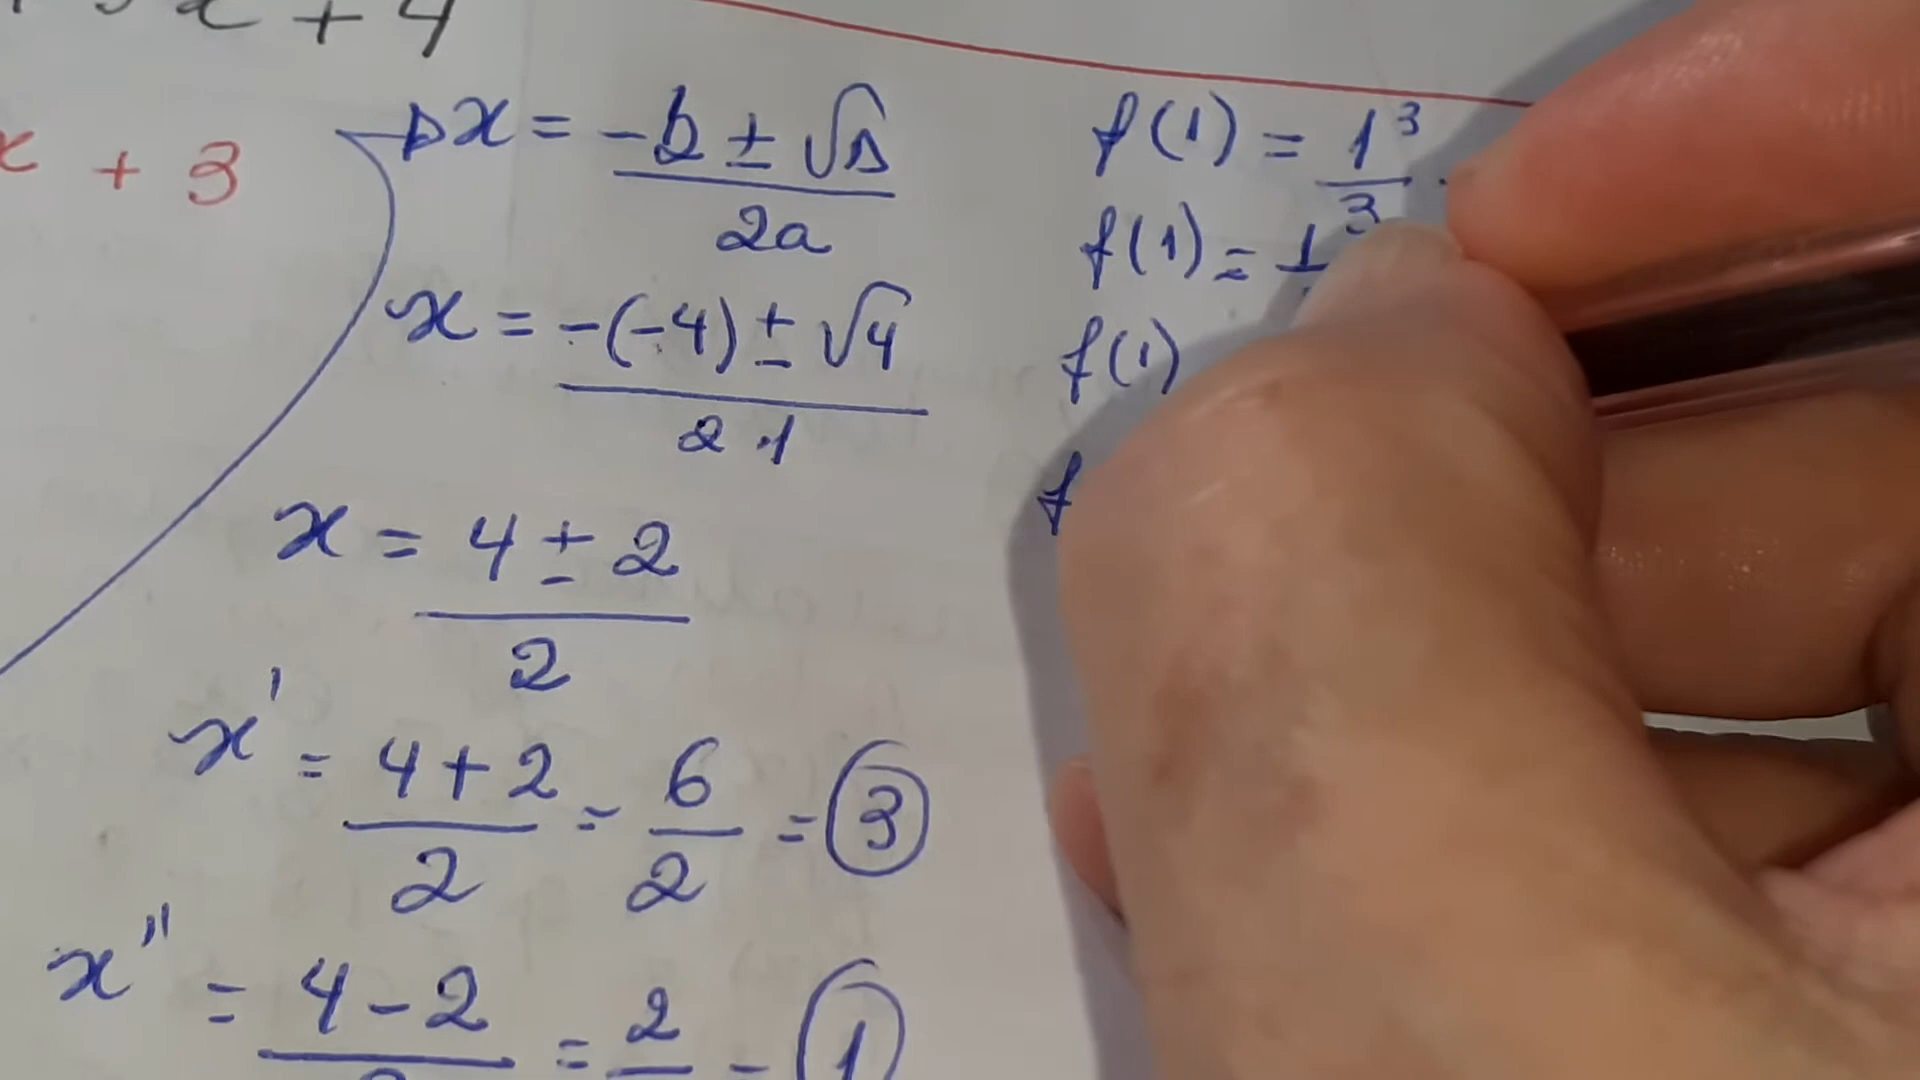 x + 4
x + 3
x = -b ± √Δ / 2a
x = -(-4) ± √4 / 2 · 1
x = 4 ± 2 / 2
x' = 4 + 2 / 2 = 6 / 2 = 3
x'' = 4 - 2 / 2 = 2 / = 1
f(1) = 1³ / 3
f(1) = 1
f(1)
f